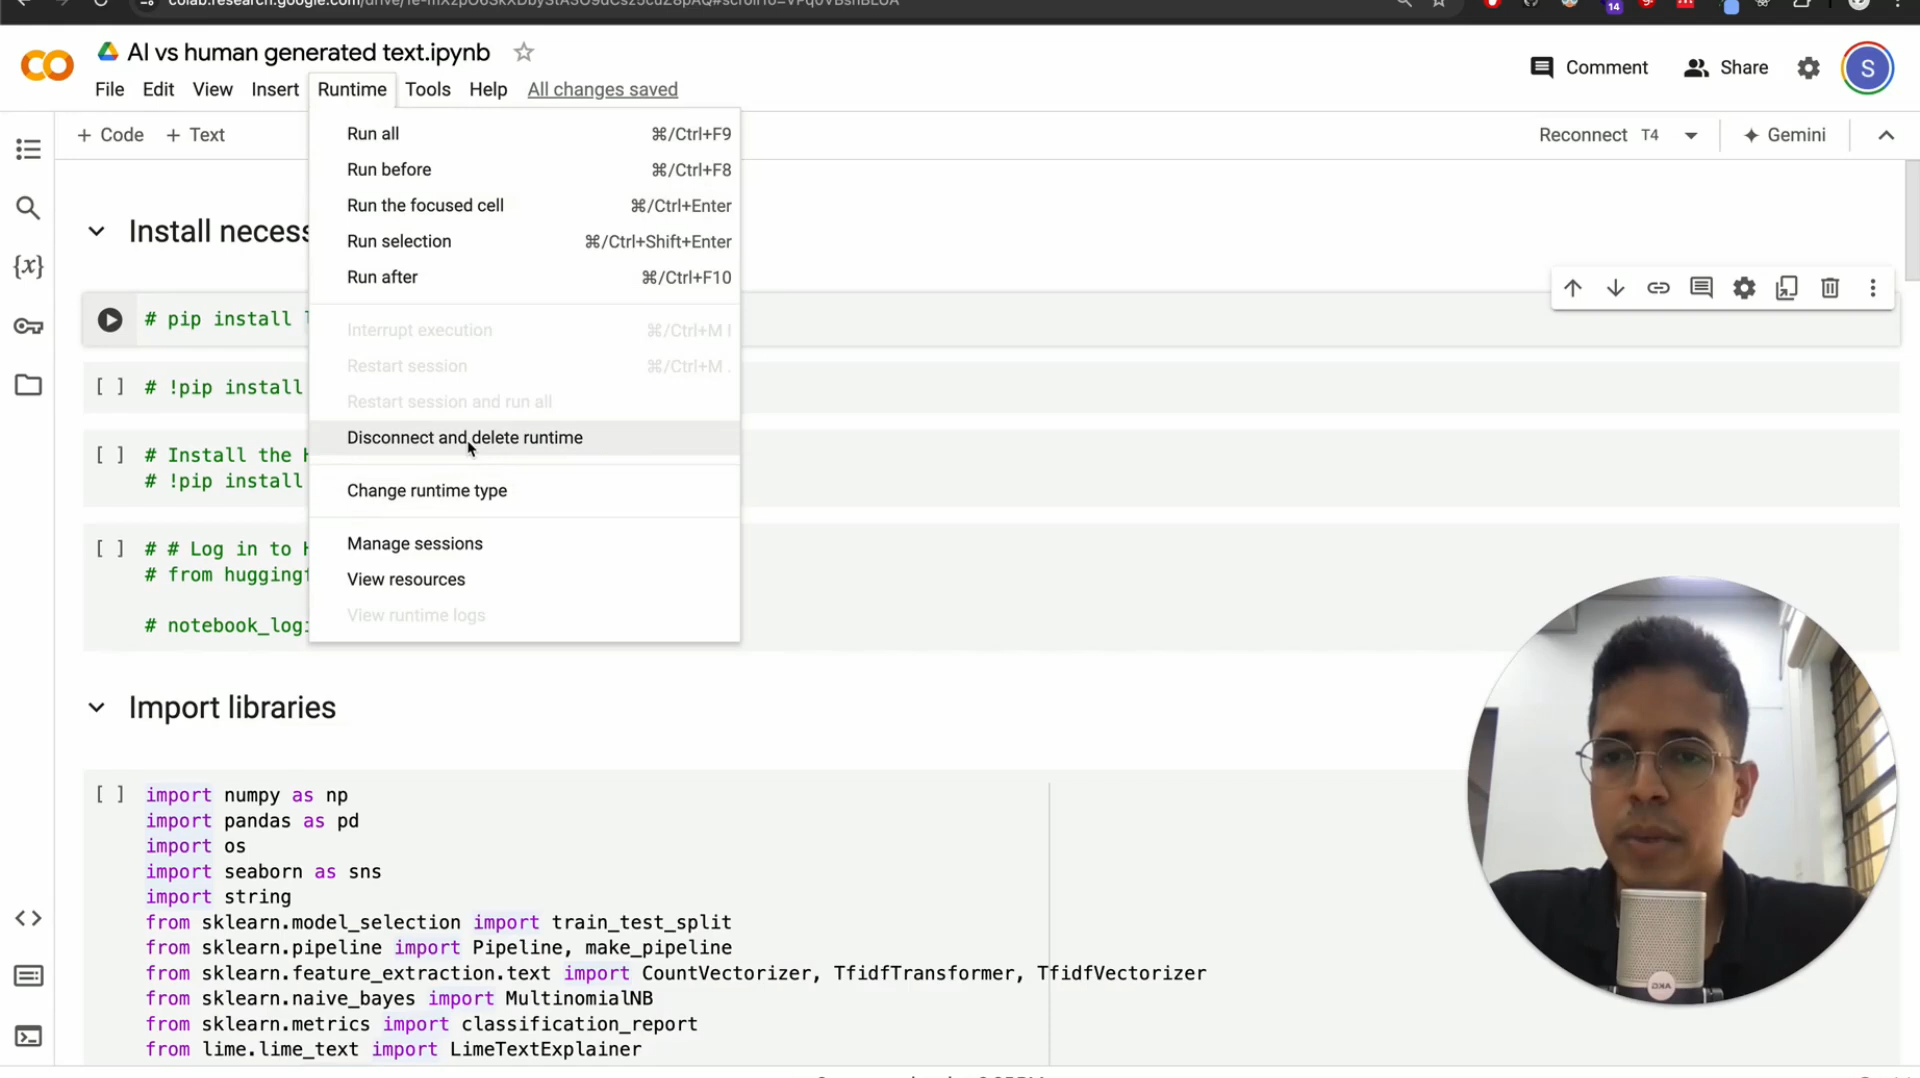 AI vs human generated text.ipynb
File Edit View Insert Runtime Tools Help All changes saved
Comment Share S
14
+ Code + Text
Reconnect T4 Gemini
Run all ⌘/Ctrl+F9
Run before ⌘/Ctrl+F8
Run the focused cell ⌘/Ctrl+Enter
Run selection ⌘/Ctrl+Shift+Enter
Run after ⌘/Ctrl+F10
Interrupt execution ⌘/Ctrl+M I
Restart session ⌘/Ctrl+M .
Restart session and run all
Disconnect and delete runtime
Change runtime type
Manage sessions
View resources
View runtime logs
Install
# pip install
[ ] # !pip install
[ ] # Install the
# !pip install
[ ] # # Log in to
# from
#
Import libraries
[ ] import numpy as np
import pandas as pd
import os
import seaborn as sns
import string
from sklearn.model_selection import train_test_split
from sklearn.pipeline import Pipeline, make_pipeline
from sklearn.feature_extraction.text import CountVectorizer, TfidfTransformer, TfidfVectorizer
from sklearn.naive_bayes import MultinomialNB
from sklearn.metrics import classification_report
from lime.lime_text import LimeTextExplainer
{x}
AKG